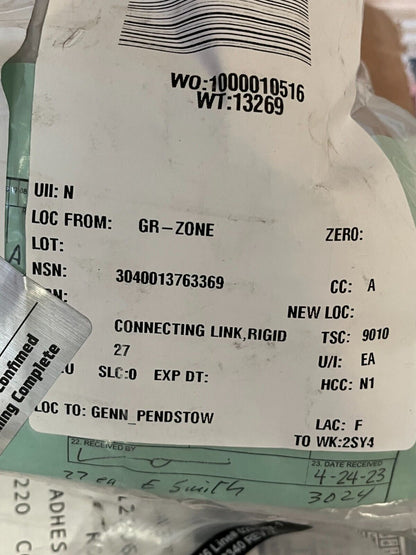 WO:1000010516
WT:13269
UII: N
LOC FROM: GR-ZONE
ZERO:
LOT:
NSN: 3040013763369
CC: A
NEW LOC:
CONNECTING LINK,RIGID
TSC: 9010
27
U/I: EA
SLC:0 EXP DT:
HCC: N1
LOC TO: GENN_PENDSTOW
LAC: F
TO WK:2SY4
22. RECEIVED BY
23. DATE RECEIVED
4-24-23
27 ea E Smith
3024
Confimed
ning Complete
ADHES
220 C